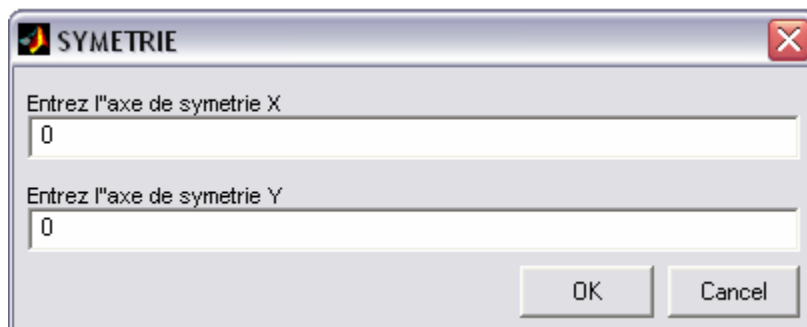 SYMETRIE
Entrez l''axe de symetrie X
0
Entrez l''axe de symetrie Y
0
OK Cancel